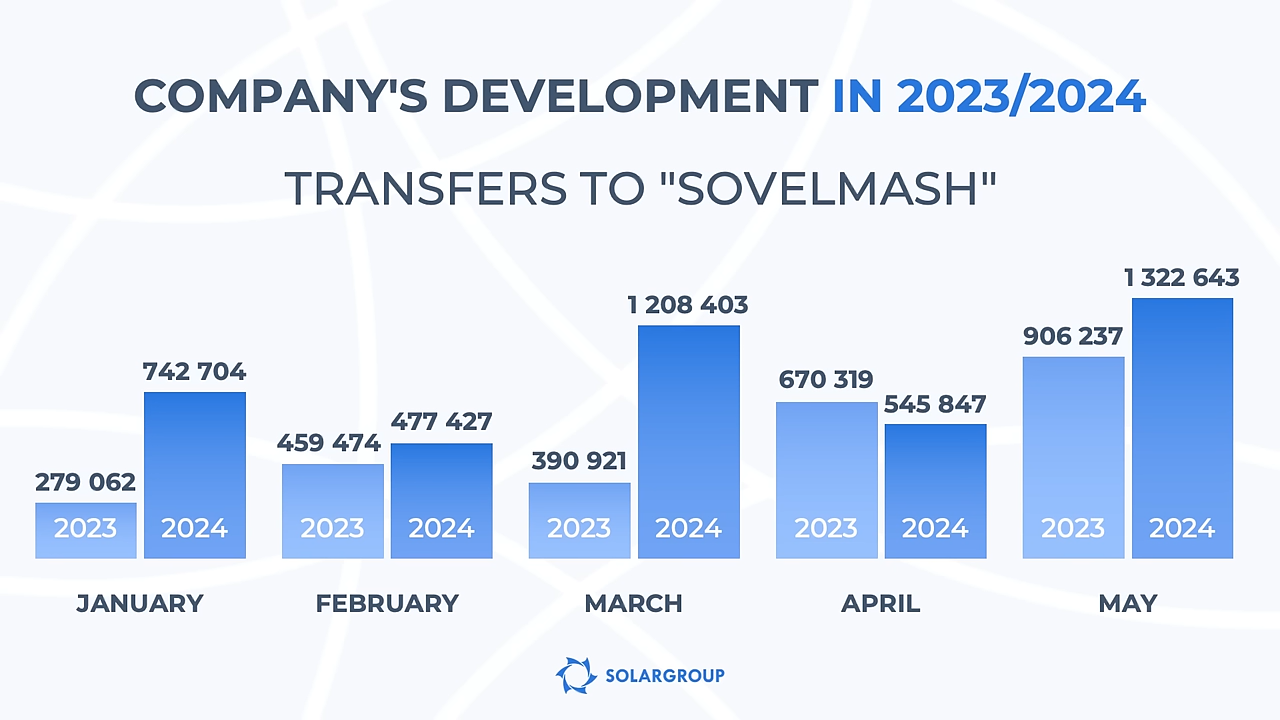 COMPANY'S DEVELOPMENT IN 2023/2024
TRANSFERS TO "SOVELMASH"
279 062
742 704
459 474
477 427
390 921
1 208 403
670 319
545 847
906 237
1 322 643
2023
2024
2023
2024
2023
2024
2023
2024
2023
2024
JANUARY
FEBRUARY
MARCH
APRIL
MAY
SOLARGROUP